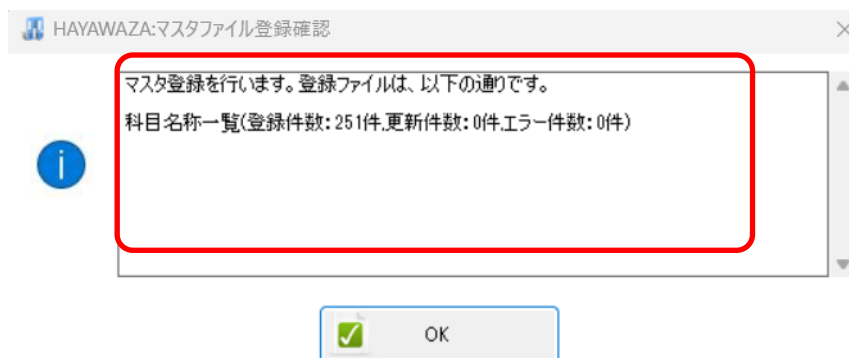 HAYAWAZA:マスタファイル登録確認
マスタ登録を行います。登録ファイルは、以下の通りです。
科目名称一覧(登録件数:251件,更新件数:0件,エラー件数:0件)
OK